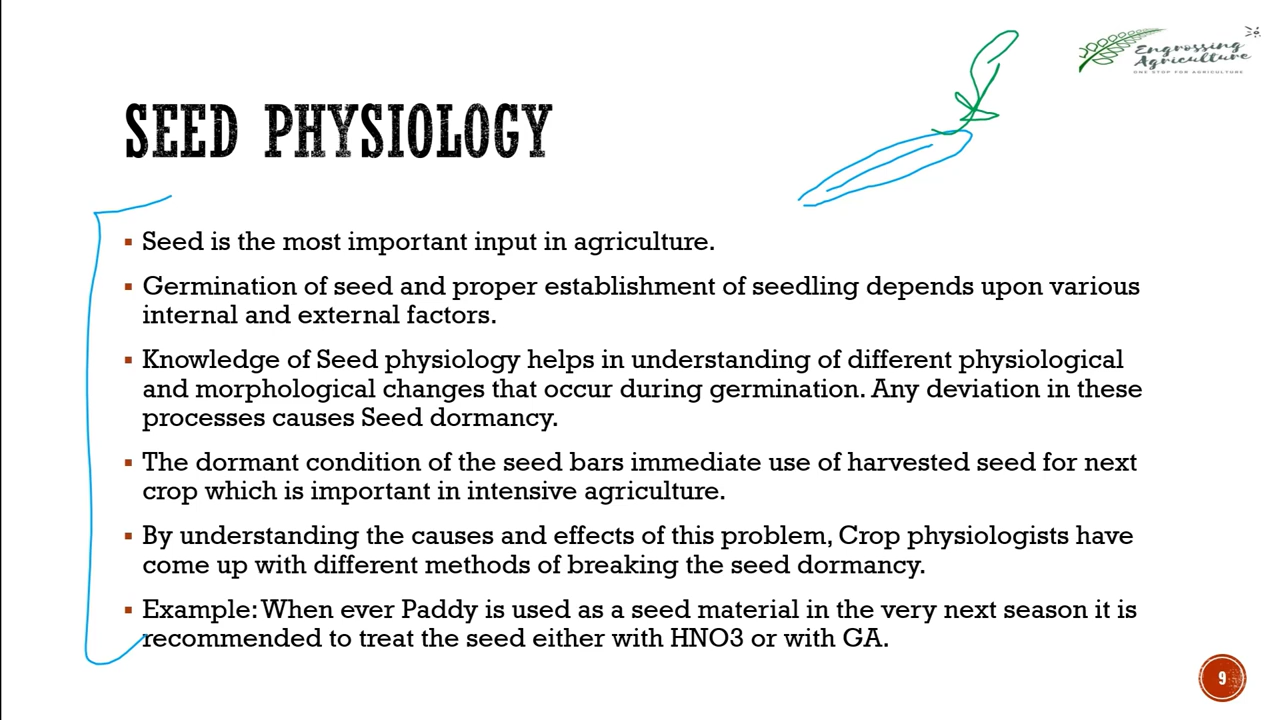 Engrossing
Agriculture
ONE STOP FOR AGRICULTURE
SEED PHYSIOLOGY
▪ Seed is the most important input in agriculture.
▪ Germination of seed and proper establishment of seedling depends upon various
internal and external factors.
▪ Knowledge of Seed physiology helps in understanding of different physiological
and morphological changes that occur during germination. Any deviation in these
processes causes Seed dormancy.
▪ The dormant condition of the seed bars immediate use of harvested seed for next
crop which is important in intensive agriculture.
▪ By understanding the causes and effects of this problem, Crop physiologists have
come up with different methods of breaking the seed dormancy.
▪ Example: When ever Paddy is used as a seed material in the very next season it is
recommended to treat the seed either with HNO3 or with GA.
9